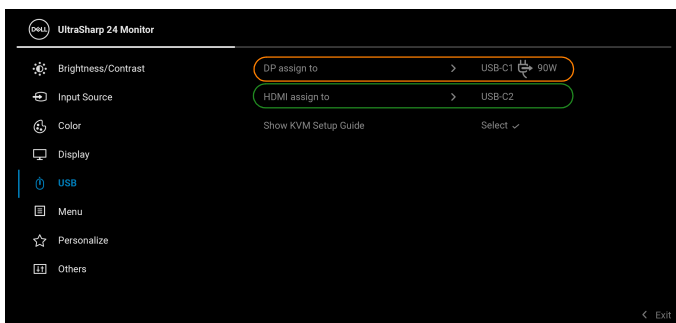 DELL UltraSharp 24 Monitor
Brightness/Contrast
DP assign to > USB-C1 90W
Input Source
HDMI assign to > USB-C2
Color
Show KVM Setup Guide Select ✓
Display
USB
Menu
Personalize
Others
< Exit